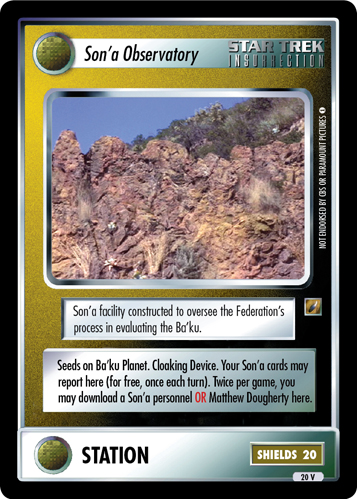 Son'a Observatory
STAR TREK
INSURRECTION
NOT ENDORSED BY CBS OR PARAMOUNT PICTURES
Son'a facility constructed to oversee the Federation's
process in evaluating the Ba'ku.
Seeds on Ba'ku Planet. Cloaking Device. Your Son'a cards may
report here (for free, once each turn). Twice per game, you
may download a Son'a personnel OR Matthew Dougherty here.
STATION
SHIELDS 20
20 V